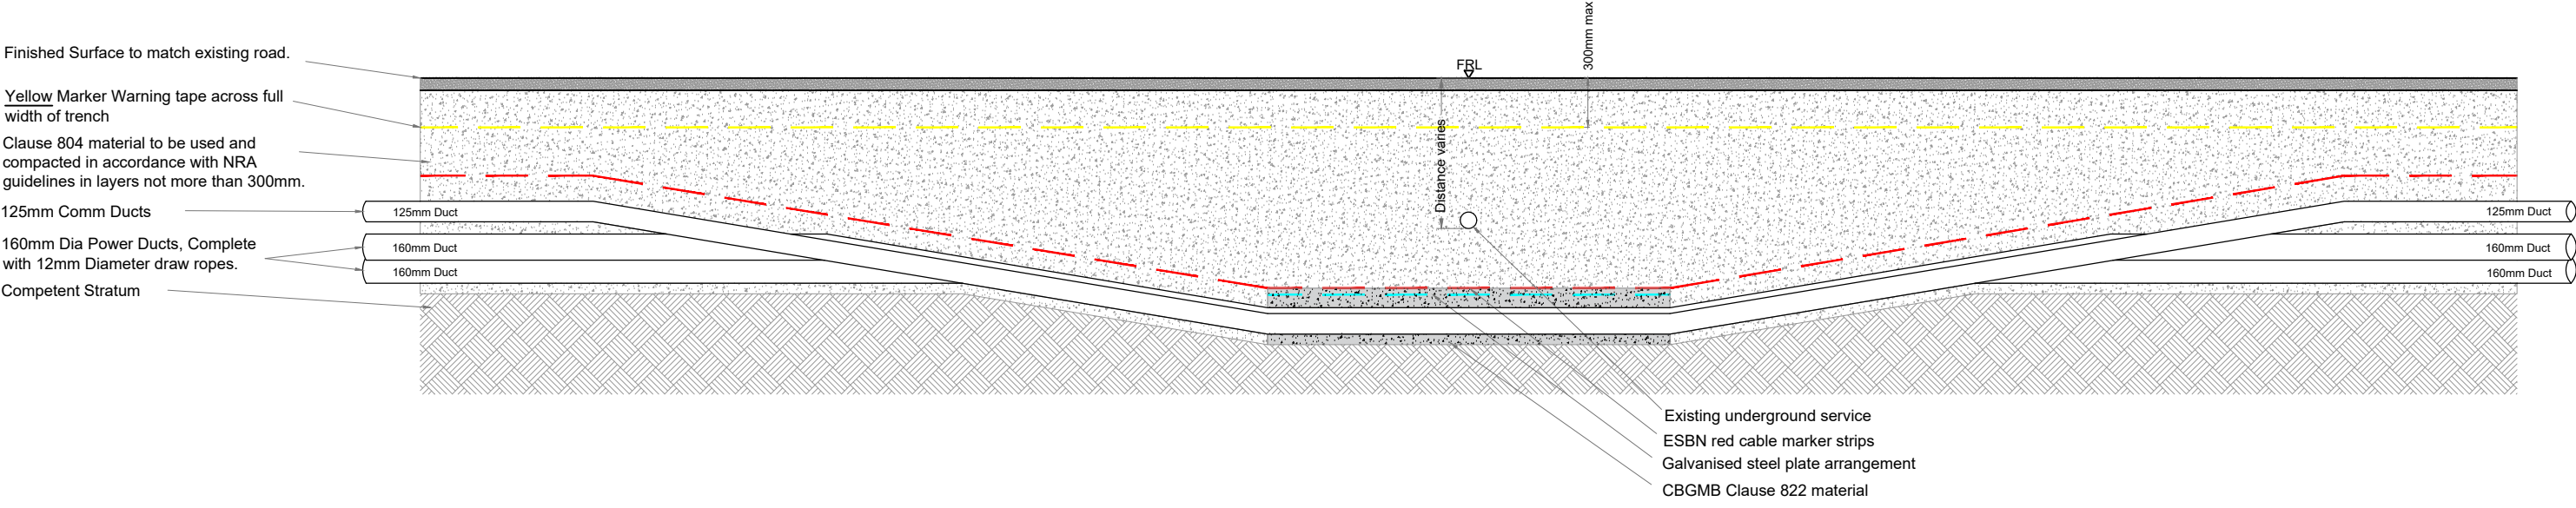 300mm max
Finished Surface to match existing road.
FRL
Yellow Marker Warning tape across full
width of trench
Clause 804 material to be used and
compacted in accordance with NRA
guidelines in layers not more than 300mm.
Distance varies
125mm Comm Ducts
125mm Duct
125mm Duct
160mm Dia Power Ducts, Complete
with 12mm Diameter draw ropes.
160mm Duct
160mm Duct
160mm Duct
160mm Duct
Competent Stratum
Existing underground service
ESBN red cable marker strips
Galvanised steel plate arrangement
CBGMB Clause 822 material